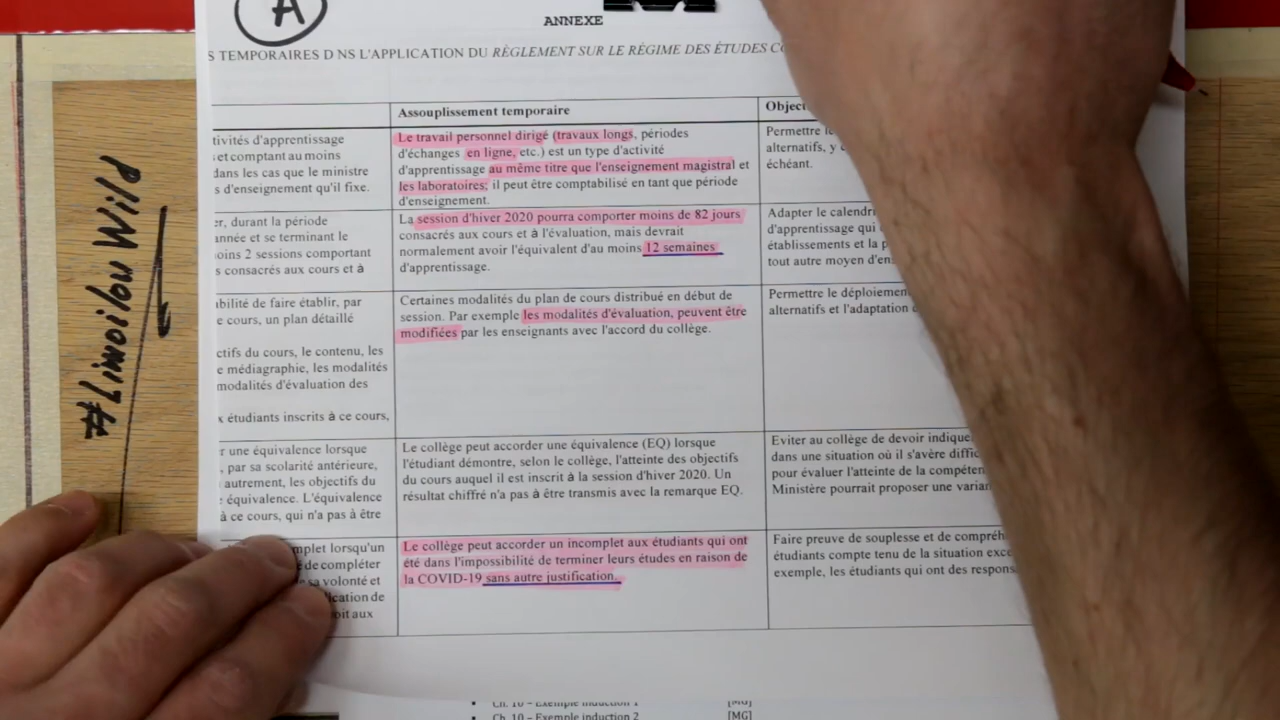 A
ANNEXE
S TEMPORAIRES D NS L'APPLICATION DU RÈGLEMENT SUR LE RÉGIME DES ÉTUDES
Assouplissement temporaire
Object
tivités d'apprentissage
et comptant au moins
dans les cas que le ministre
s d'enseignement qu'il fixe.
Le travail personnel dirigé (travaux longs, périodes
d'échanges en ligne, etc.) est un type d'activité
d'apprentissage au même titre que l'enseignement magistral et
les laboratoires; il peut être comptabilisé en tant que période
d'enseignement.
Permettre le
alternatifs, y
échéant.
er, durant la période
année et se terminant le
oins 2 sessions comportant
s consacrés aux cours et à
La session d'hiver 2020 pourra comporter moins de 82 jours
consacrés aux cours et à l'évaluation, mais devrait
normalement avoir l'équivalent d'au moins 12 semaines
d'apprentissage.
Adapter le calendri
d'apprentissage qui
établissements et la p
tout autre moyen d'ens
abilité de faire établir, par
e cours, un plan détaillé
ctifs du cours, le contenu, les
e médiagraphie, les modalités
modalités d'évaluation des
x étudiants inscrits à ce cours,
Certaines modalités du plan de cours distribué en début de
session. Par exemple les modalités d'évaluation, peuvent être
modifiées par les enseignants avec l'accord du collège.
Permettre le déploiemen
alternatifs et l'adaptation
r une équivalence lorsque
, par sa scolarité antérieure,
autrement, les objectifs du
équivalence. L'équivalence
à ce cours, qui n'a pas à être
Le collège peut accorder une équivalence (EQ) lorsque
l'étudiant démontre, selon le collège, l'atteinte des objectifs
du cours auquel il est inscrit à la session d'hiver 2020. Un
résultat chiffré n'a pas à être transmis avec la remarque EQ.
Eviter au collège de devoir indique
dans une situation où il s'avère diffic
pour évaluer l'atteinte de la compéten
Ministère pourrait proposer une varian
mplet lorsqu'un
de compléter
sa volonté et
lication de
oit aux
Le collège peut accorder un incomplet aux étudiants qui ont
été dans l'impossibilité de terminer leurs études en raison de
la COVID-19 sans autre justification.
Faire preuve de souplesse et de compréh
étudiants compte tenu de la situation exce
exemple, les étudiants qui ont des respons
#Limoilou Wild
Ch. 10 – Exemple induction 1 [MG]
Ch. 10 – Exemple induction 2 [MG]